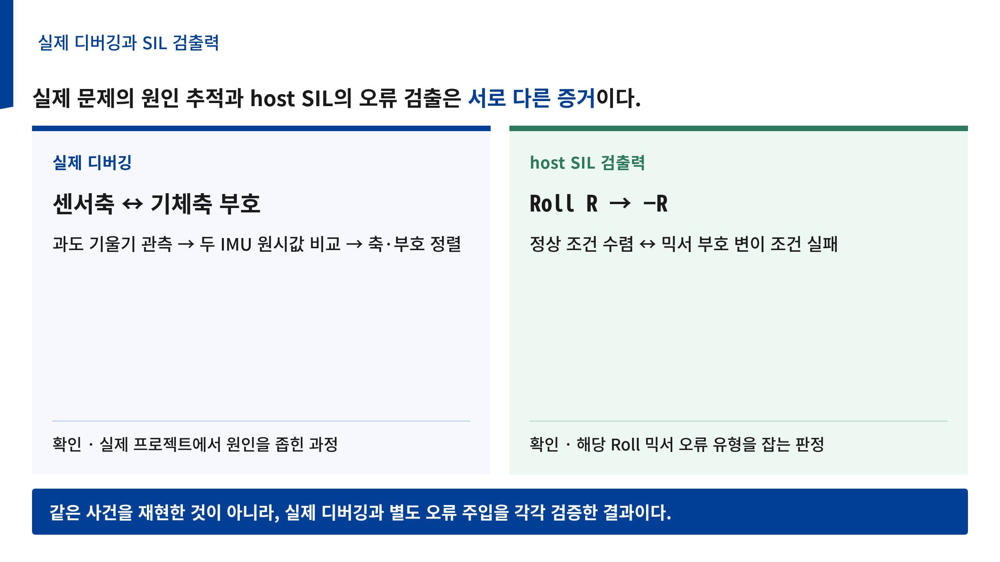 실제 디버깅과 SIL 검출력
실제 문제의 원인 추적과 host SIL의 오류 검출은 서로 다른 증거이다.
실제 디버깅
센서축 ↔ 기체축 부호
과도 기울기 관측 → 두 IMU 원시값 비교 → 축·부호 정렬
확인 · 실제 프로젝트에서 원인을 좁힌 과정
host SIL 검출력
Roll R → −R
정상 조건 수렴 ↔ 믹서 부호 변이 조건 실패
확인 · 해당 Roll 믹서 오류 유형을 잡는 판정
같은 사건을 재현한 것이 아니라, 실제 디버깅과 별도 오류 주입을 각각 검증한 결과이다.